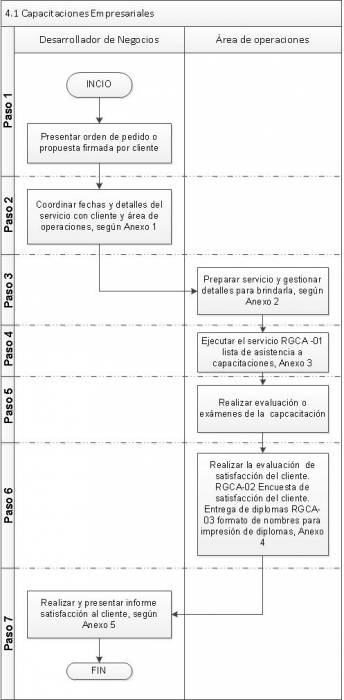 4.1 Capacitaciones Empresariales
Desarrollador de Negocios
Área de operaciones
Paso 1
INCIO
Presentar orden de pedido o
propuesta firmada por cliente
Paso 2
Coordinar fechas y detalles del
servicio con cliente y área de
operaciones, según Anexo 1
Paso 3
Preparar servicio y gestionar
detalles para brindarla, según
Anexo 2
Paso 4
Ejecutar el servicio RGCA -01
lista de asistencia a
capacitaciones, Anexo 3
Paso 5
Realizar evaluación o
exámenes de la capcacitación
Paso 6
Realizar la evaluación de
satisfacción del cliente.
RGCA-02 Encuesta de
satisfacción del cliente.
Entrega de diplomas RGCA-
03 formato de nombres para
impresión de diplomas, Anexo
4
Paso 7
Realizar y presentar informe
satisfacción al cliente, según
Anexo 5
FIN